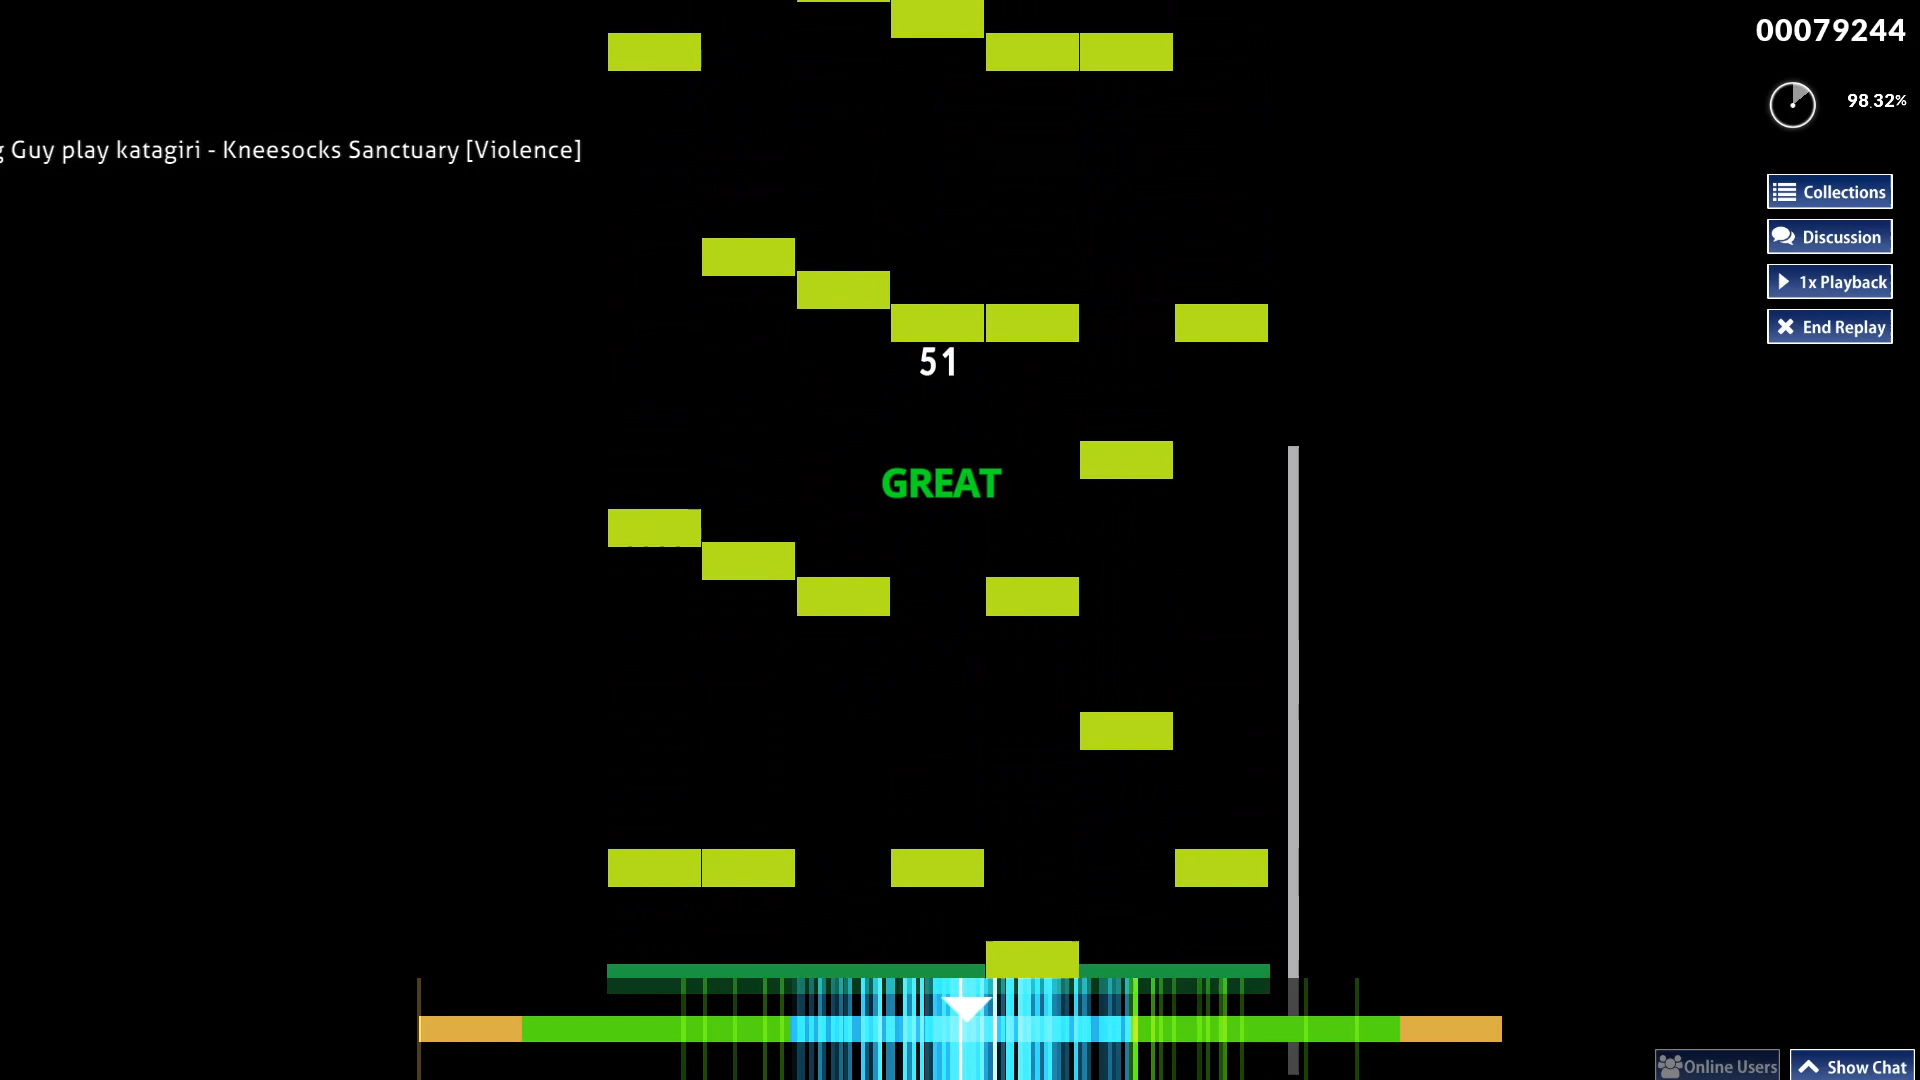 00079244
98.32%
Guy play katagiri - Kneesocks Sanctuary [Violence]
Collections
Discussion
1x Playback
End Replay
51
GREAT
Online Users
Show Chat